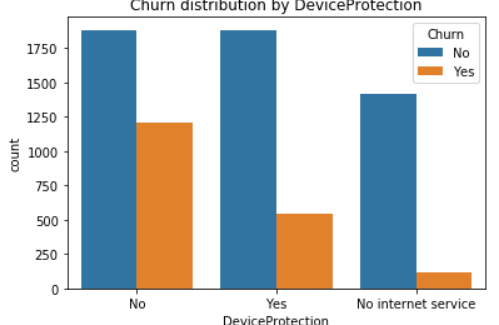 Churn distribution by DeviceProtection
Churn
No
Yes
1750
1500
1250
1000
750
500
250
0
count
No Yes No internet service
DeviceProtection